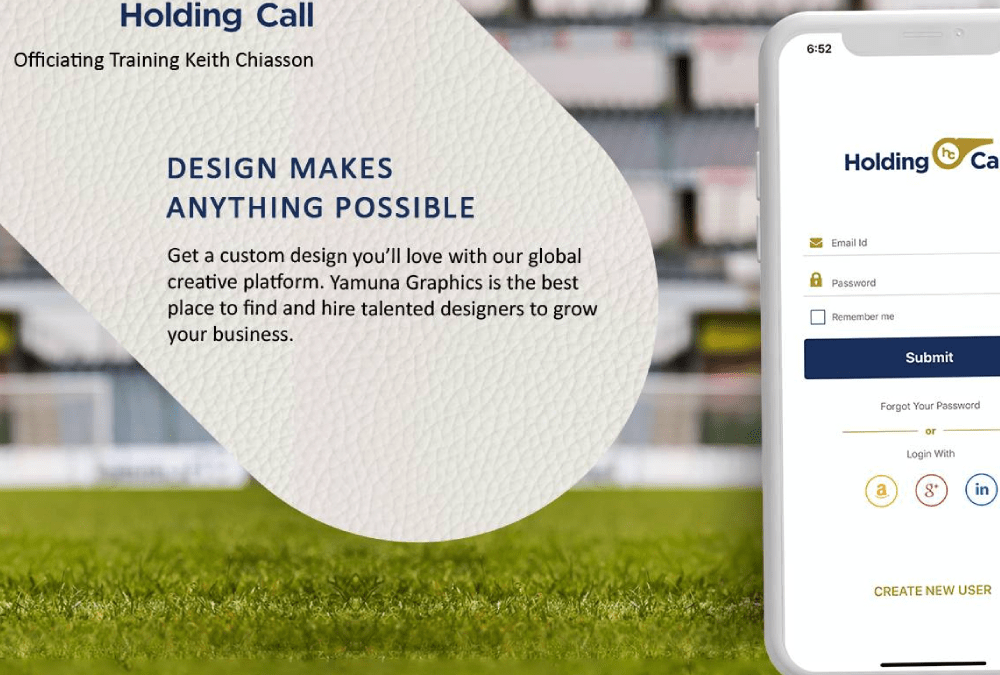 Holding Call
Officiating Training Keith Chiasson
DESIGN MAKES
ANYTHING POSSIBLE
Get a custom design you’ll love with our global
creative platform. Yamuna Graphics is the best
place to find and hire talented designers to grow
your business.
6:52
Holding hc Ca
Email Id
Password
Remember me
Submit
Forgot Your Password
or
Login With
a g+ in
CREATE NEW USER